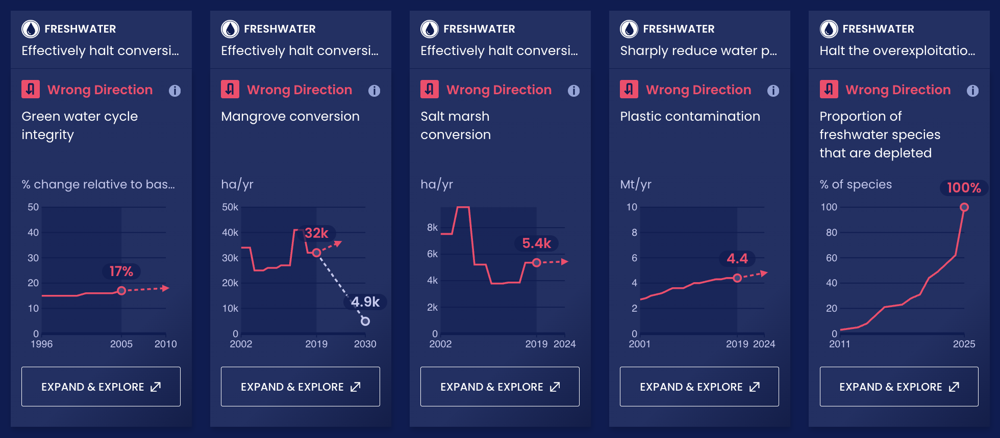 FRESHWATER
Effectively halt conversi...
Wrong Direction
Green water cycle
integrity
% change relative to bas...
50
40
30
20
10
0
17%
1996
2005
2010
EXPAND & EXPLORE
FRESHWATER
Effectively halt conversi...
Wrong Direction
Mangrove conversion
ha/yr
50k
40k
30k
20k
10k
0
32k
4.9k
2002
2019
2030
EXPAND & EXPLORE
FRESHWATER
Effectively halt conversi...
Wrong Direction
Salt marsh
conversion
ha/yr
8k
6k
4k
2k
0
5.4k
2002
2019
2024
EXPAND & EXPLORE
FRESHWATER
Sharply reduce water p...
Wrong Direction
Plastic contamination
Mt/yr
10
8
6
4
2
0
4.4
2001
2019
2024
EXPAND & EXPLORE
FRESHWATER
Halt the overexploitatio...
Wrong Direction
Proportion of
freshwater species
that are depleted
% of species
100%
100
80
60
40
20
0
2011
2025
EXPAND & EXPLORE